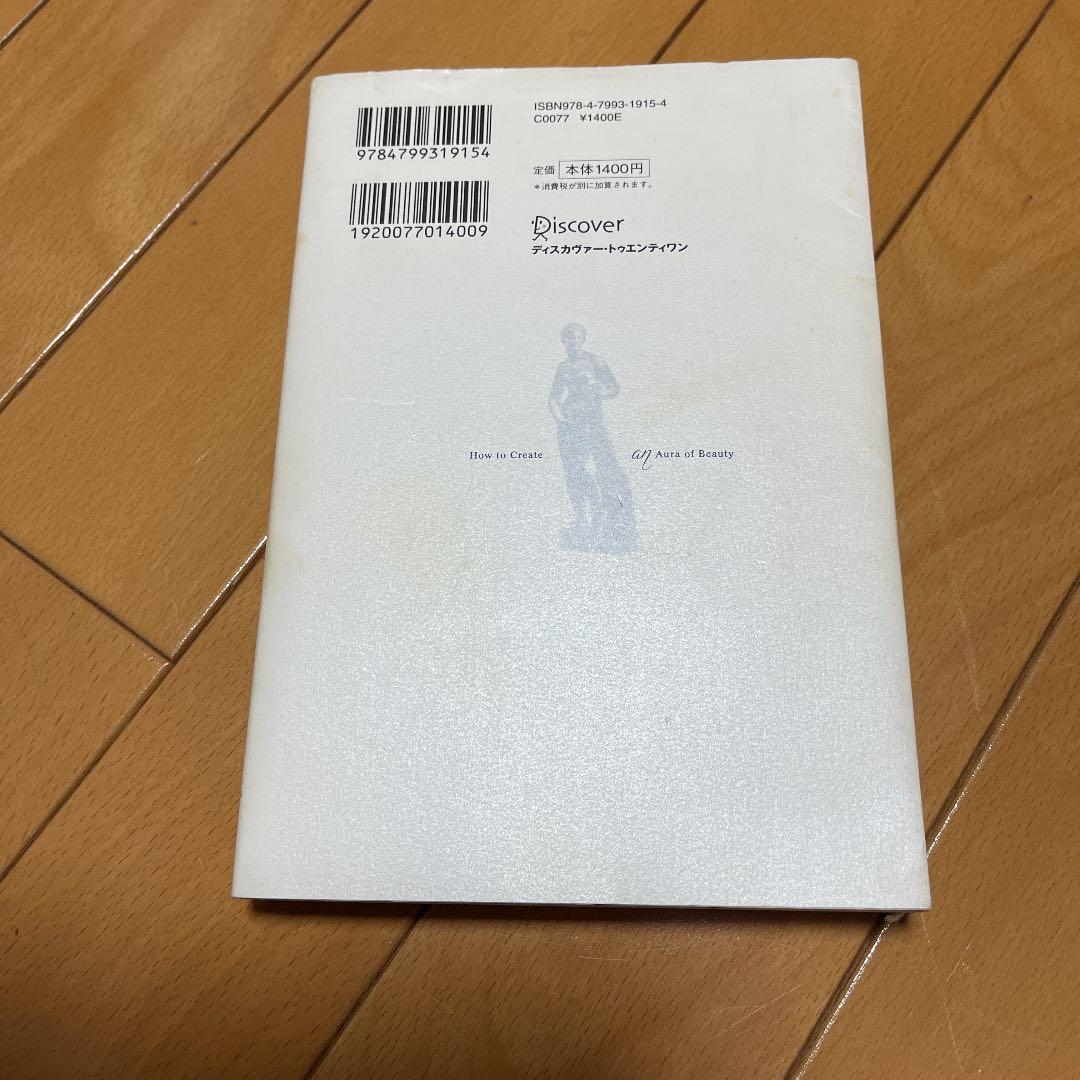 9784799319154
1920077014009
ISBN978-4-7993-1915-4
C0077 ¥1400E
定価 本体1400円
*消費税が別に加算されます。
Discover
ディスカヴァー・トゥエンティワン
How to Create an Aura of Beauty